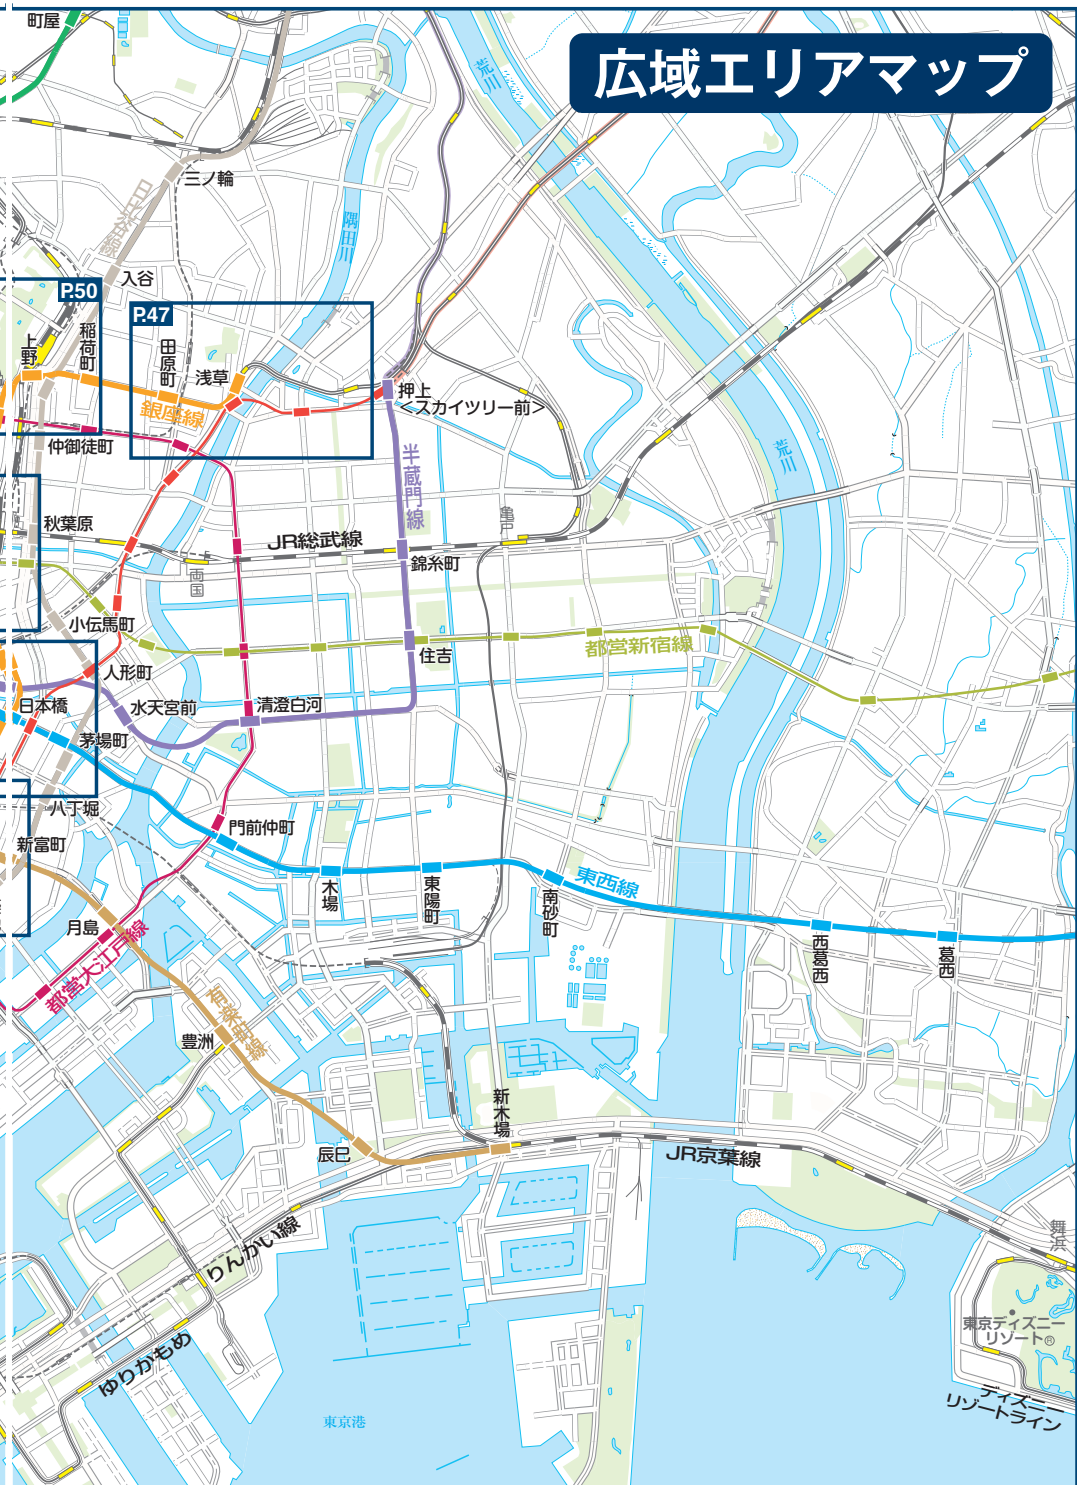 広域エリアマップ
町屋
荒川
三ノ輪
日比谷線
隅田川
入谷
P.50
P.47
上野
稲荷町
田原町
浅草
銀座線
押上
<スカイツリー前>
仲御徒町
半蔵門線
荒川
秋葉原
JR総武線
亀戸
錦糸町
両国
小伝馬町
住吉
都営新宿線
人形町
日本橋
水天宮前
清澄白河
茅場町
八丁堀
門前仲町
新富町
木場
東陽町
南砂町
東西線
月島
都営大江戸線
西葛西
葛西
有楽町線
豊洲
新木場
辰巳
JR京葉線
りんかい線
舞浜
東京ディズニー
リゾート®
ゆりかもめ
ディズニー
リゾートライン
東京港